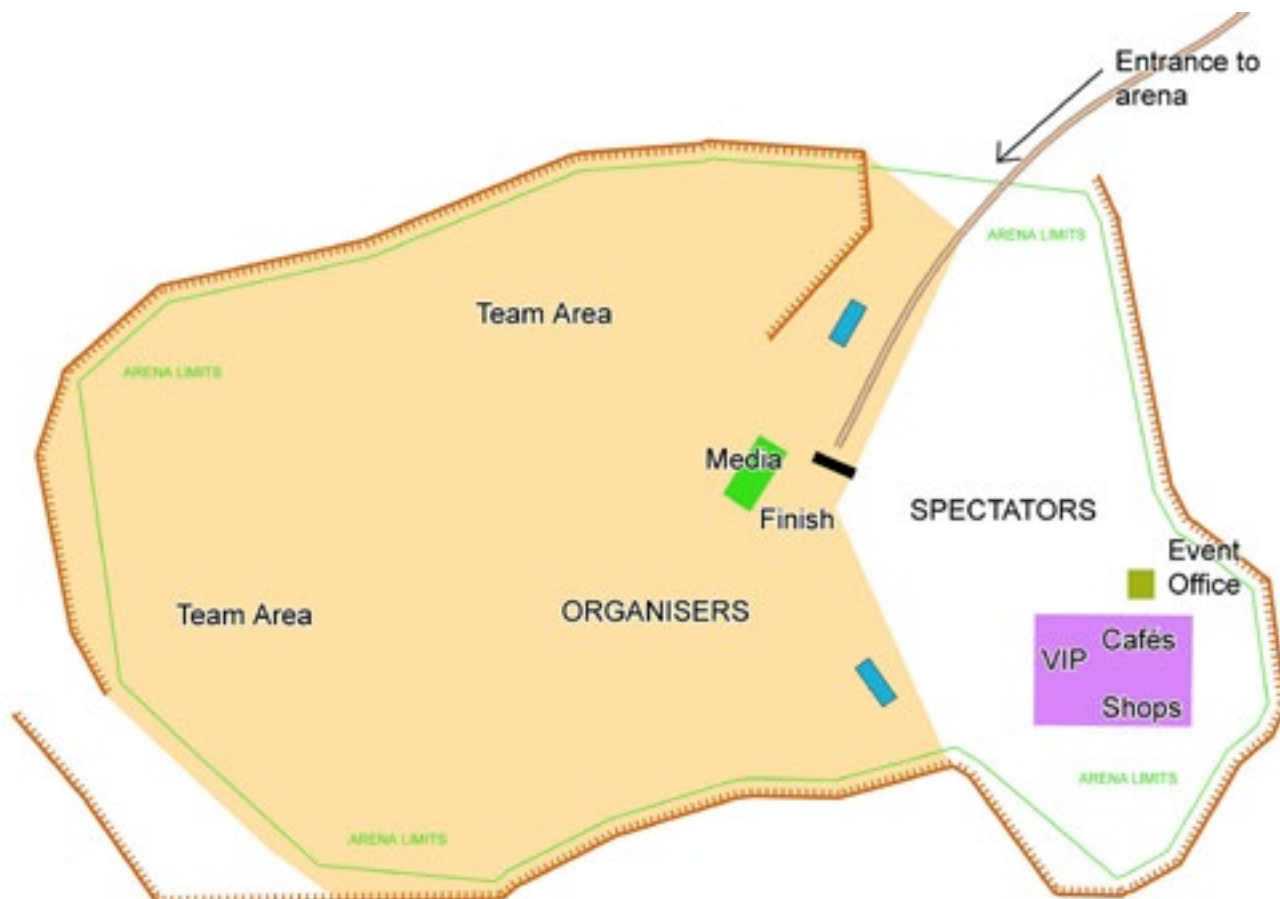 Entrance to
arena
ARENA LIMITS
Team Area
ARENA LIMITS
Media
Finish
SPECTATORS
Event
Office
Team Area
ORGANISERS
Cafés
VIP
Shops
ARENA LIMITS
ARENA LIMITS